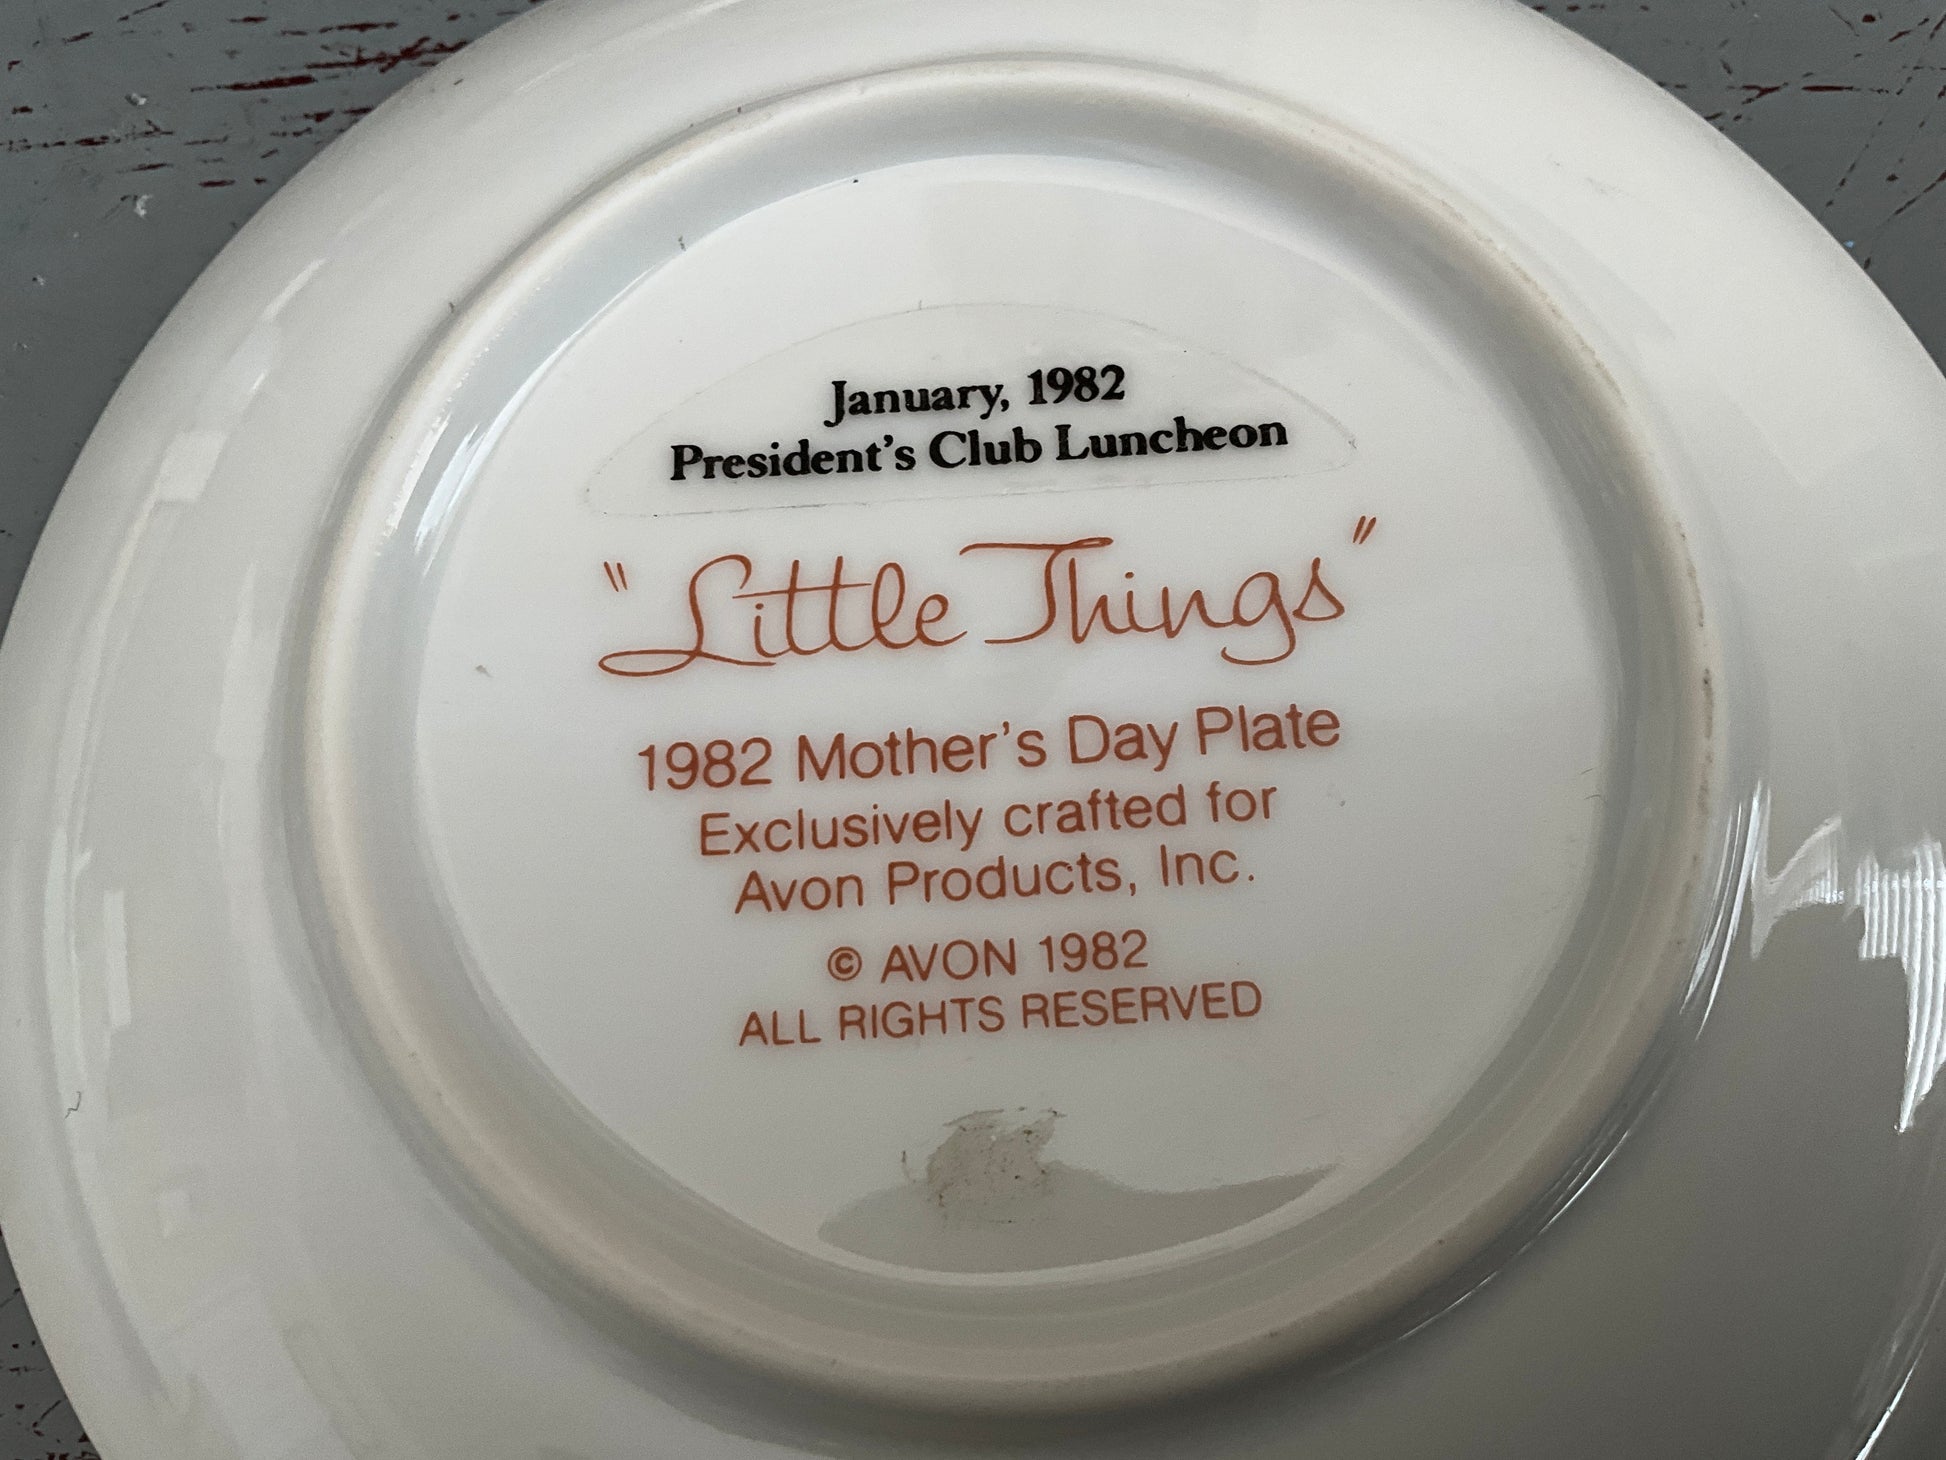 January, 1982
President's Club Luncheon
"Little Things"
1982 Mother's Day Plate
Exclusively crafted for
Avon Products, Inc.
© AVON 1982
ALL RIGHTS RESERVED